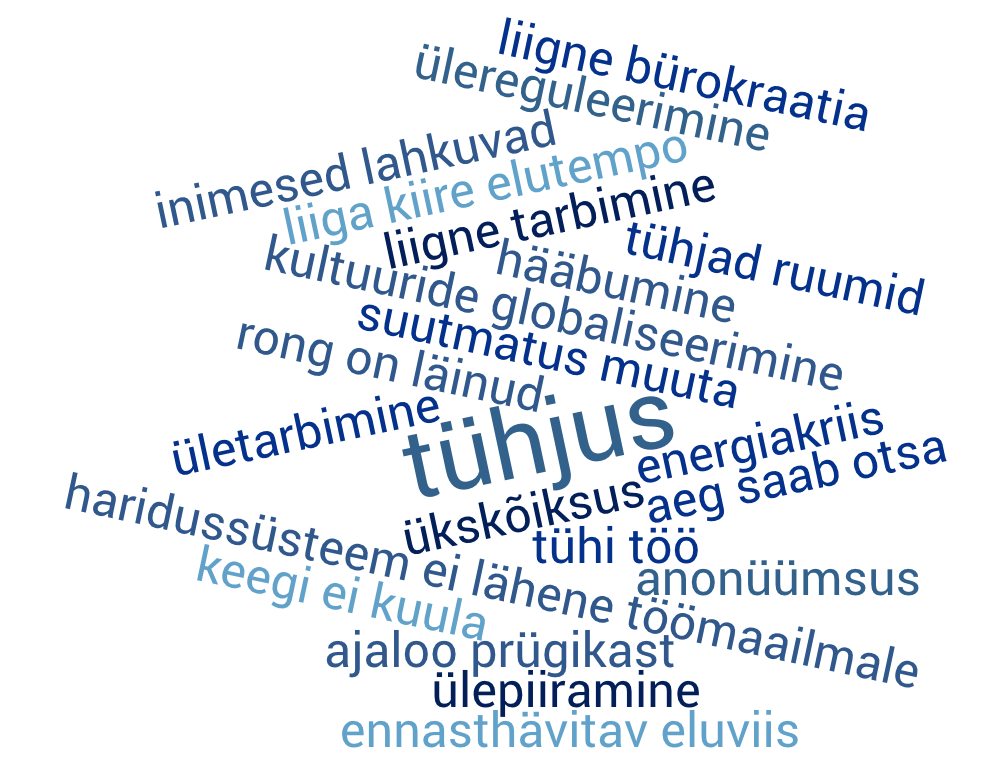 liigne bürokraatia
ülereguleerimine
inimesed lahkuvad
liiga kiire elutempo
liigne tarbimine
tühjad ruumid
hääbumine
kultuuride globaliseerimine
suutmatus muuta
rong on läinud
ületarbimine
tühjus
energiakriis
aeg saab otsa
ükskõiksus
haridussüsteem ei lähene töömaailmale
tühi töö
keegi ei kuula
anonüümsus
ajaloo prügikast
ülepiiramine
ennasthävitav eluviis